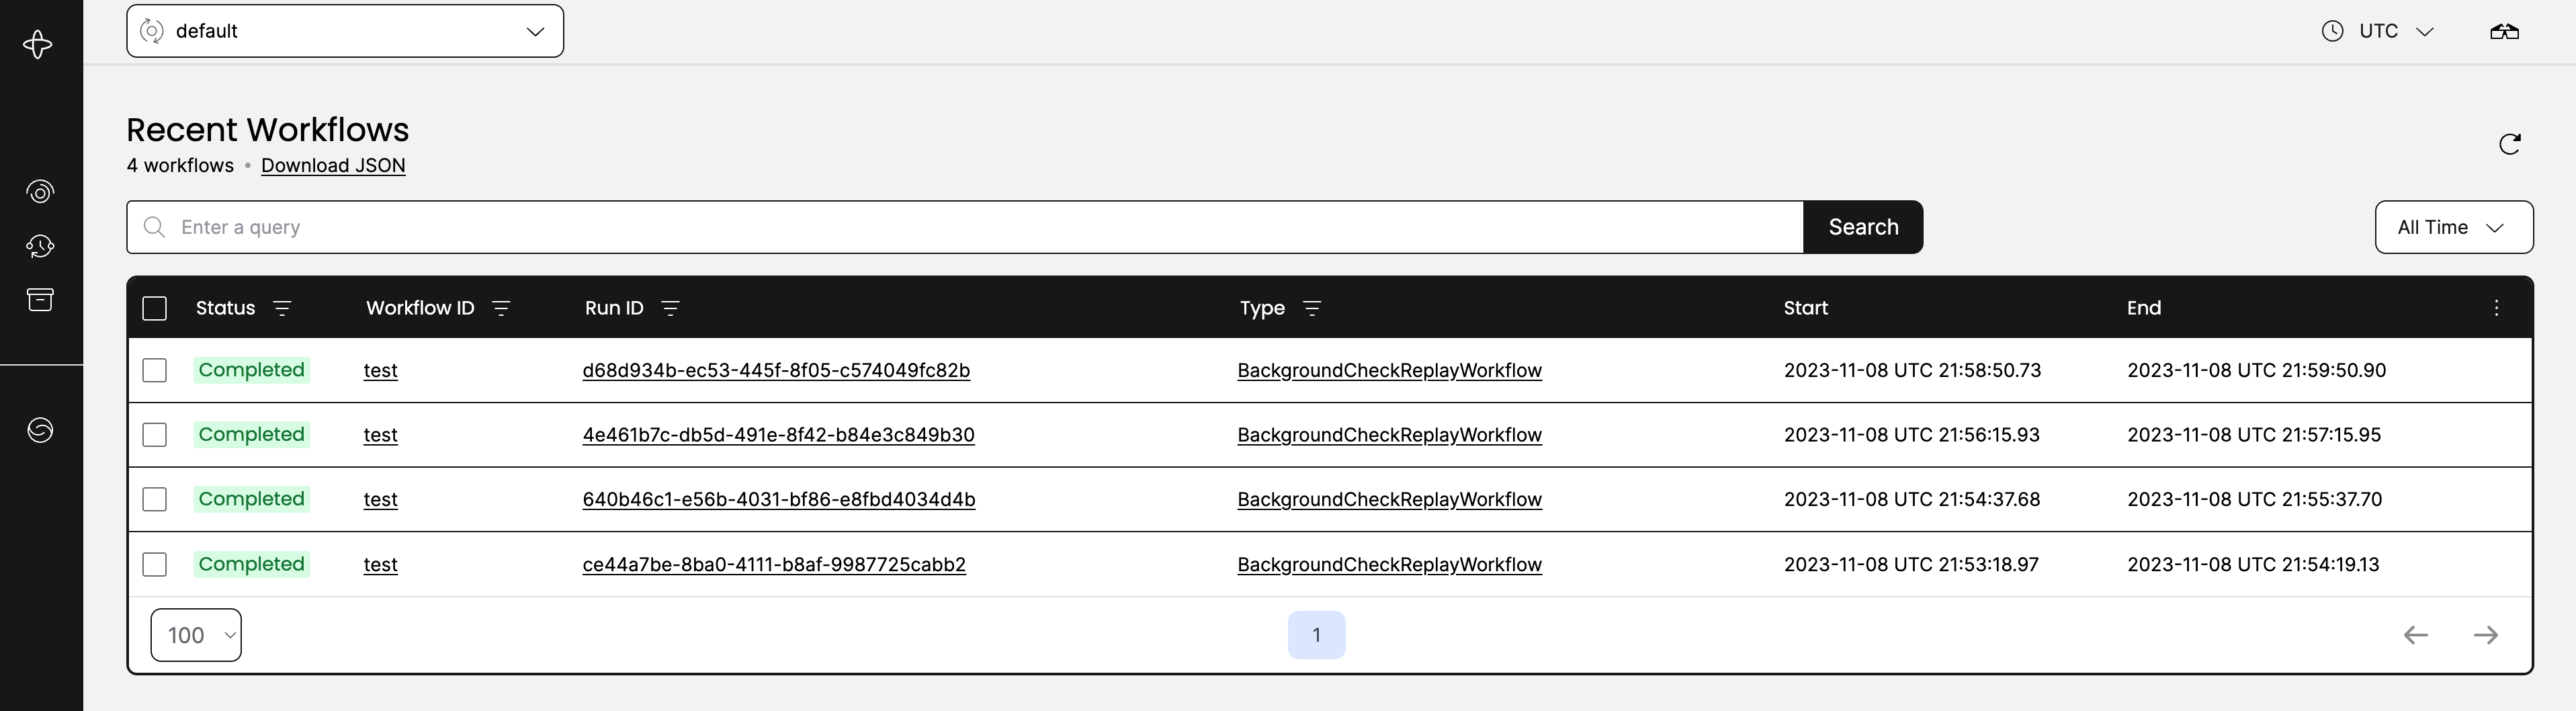 default
UTC
Recent Workflows
4 workflows • Download JSON
Enter a query
Search
All Time
Status Workflow ID Run ID Type Start End
Completed test d68d934b-ec53-445f-8f05-c574049fc82b BackgroundCheckReplayWorkflow 2023-11-08 UTC 21:58:50.73 2023-11-08 UTC 21:59:50.90
Completed test 4e461b7c-db5d-491e-8f42-b84e3c849b30 BackgroundCheckReplayWorkflow 2023-11-08 UTC 21:56:15.93 2023-11-08 UTC 21:57:15.95
Completed test 640b46c1-e56b-4031-bf86-e8fbd4034d4b BackgroundCheckReplayWorkflow 2023-11-08 UTC 21:54:37.68 2023-11-08 UTC 21:55:37.70
Completed test ce44a7be-8ba0-4111-b8af-9987725cabb2 BackgroundCheckReplayWorkflow 2023-11-08 UTC 21:53:18.97 2023-11-08 UTC 21:54:19.13
100 1